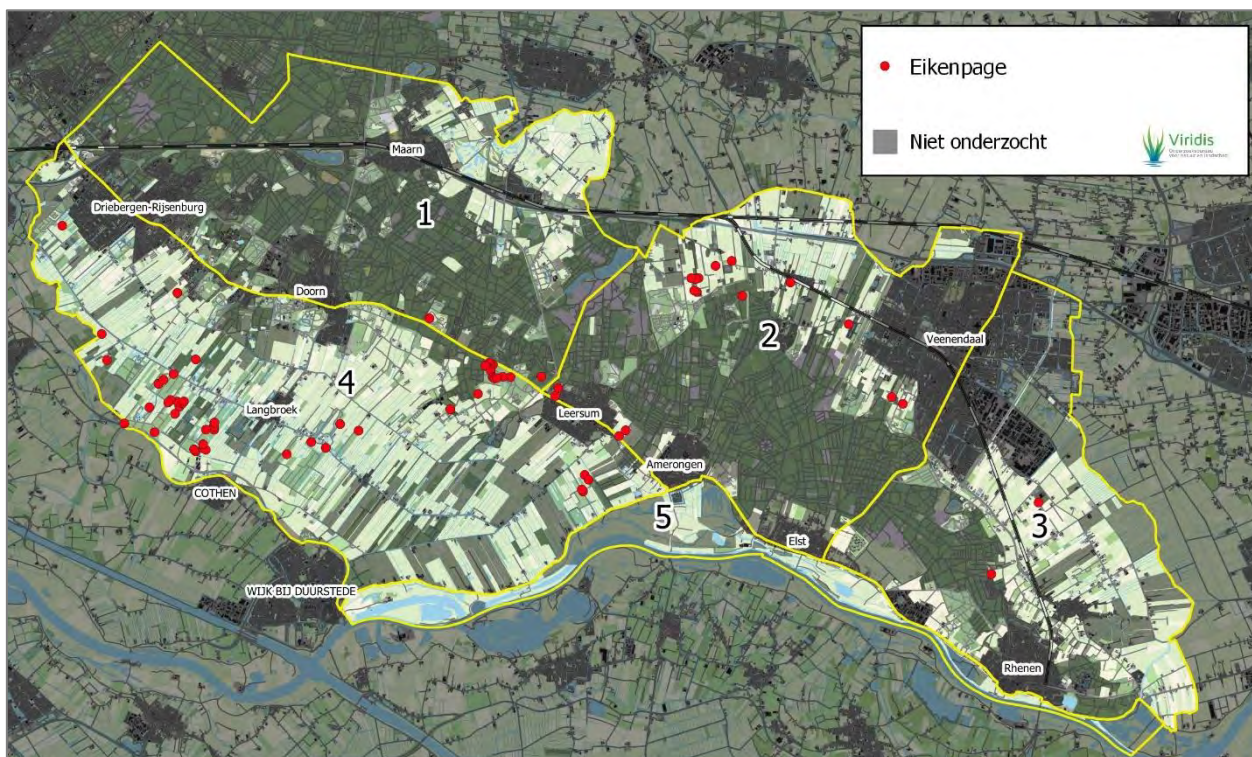 Eikenpage
Niet onderzocht
Viridis
Maarn
1
Driebergen-Rijsenburg
Doorn
2
Veenendaal
4
Langbroek
Leersum
Amerongen
COTHEN
5
3
Elst
WIJK BIJ DUURSTEDE
Rhenen